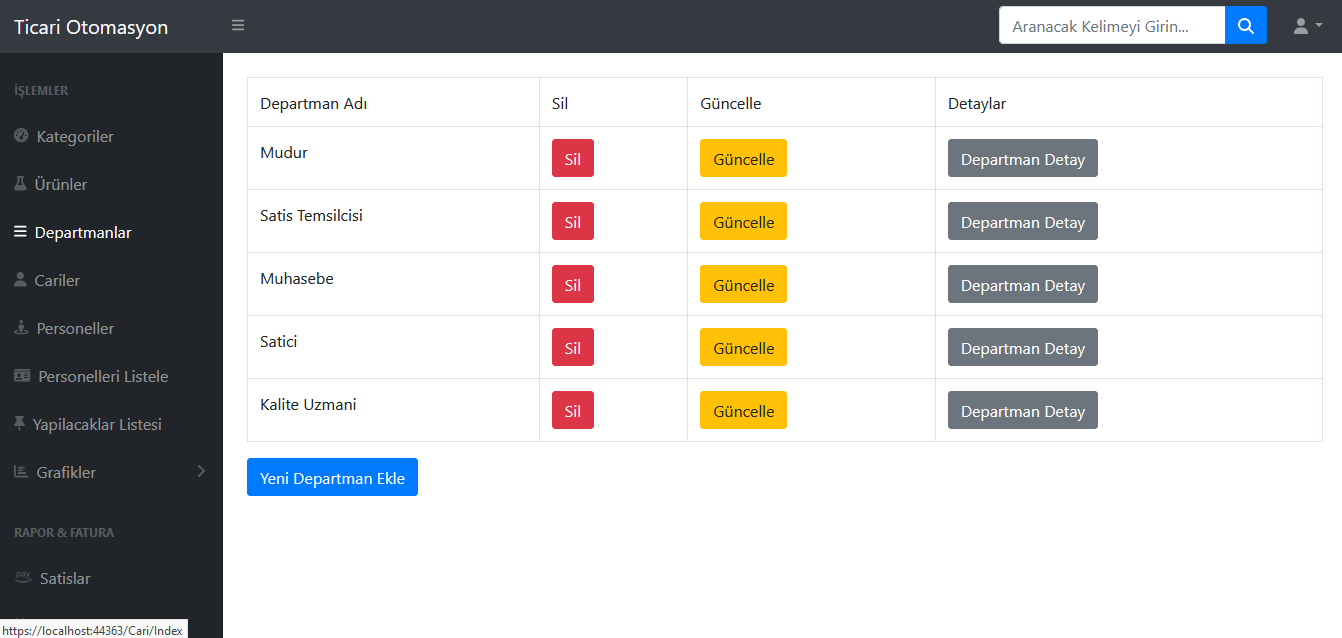 Ticari Otomasyon
Aranacak Kelimeyi Girin...
İŞLEMLER
Kategoriler
Ürünler
Departmanlar
Cariler
Personeller
Personelleri Listele
Yapilacaklar Listesi
Grafikler
RAPOR & FATURA
pay
Satislar
https://localhost:44363/Cari/Index
Departman Adı Sil Güncelle Detaylar
Mudur Sil Güncelle Departman Detay
Satis Temsilcisi Sil Güncelle Departman Detay
Muhasebe Sil Güncelle Departman Detay
Satici Sil Güncelle Departman Detay
Kalite Uzmani Sil Güncelle Departman Detay
Yeni Departman Ekle